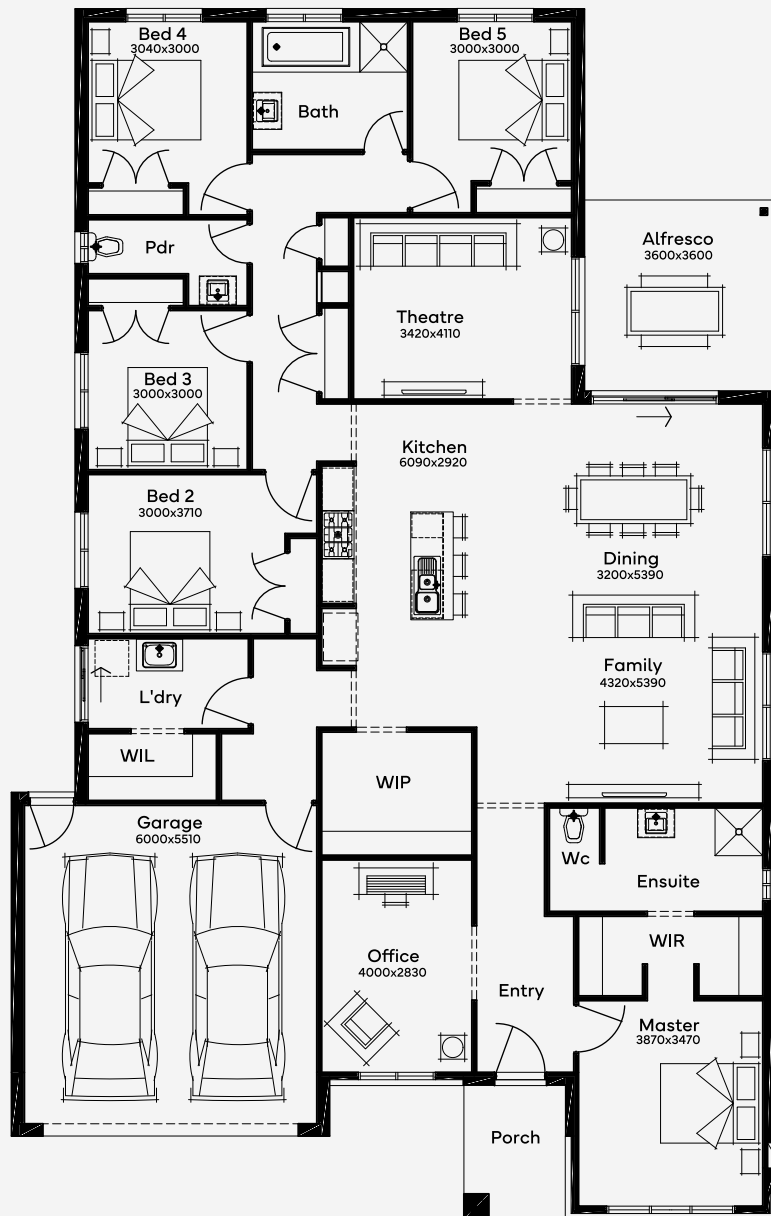 Bed 4
3040x3000
Bath
Bed 5
3000x3000
Pdr
Alfresco
3600x3600
Theatre
3420x4110
Bed 3
3000x3000
Kitchen
6090x2920
Bed 2
3000x3710
Dining
3200x5390
Family
4320x5390
L'dry
WIL
WIP
Garage
6000x5510
Wc
Ensuite
WIR
Office
4000x2830
Entry
Master
3870x3470
Porch